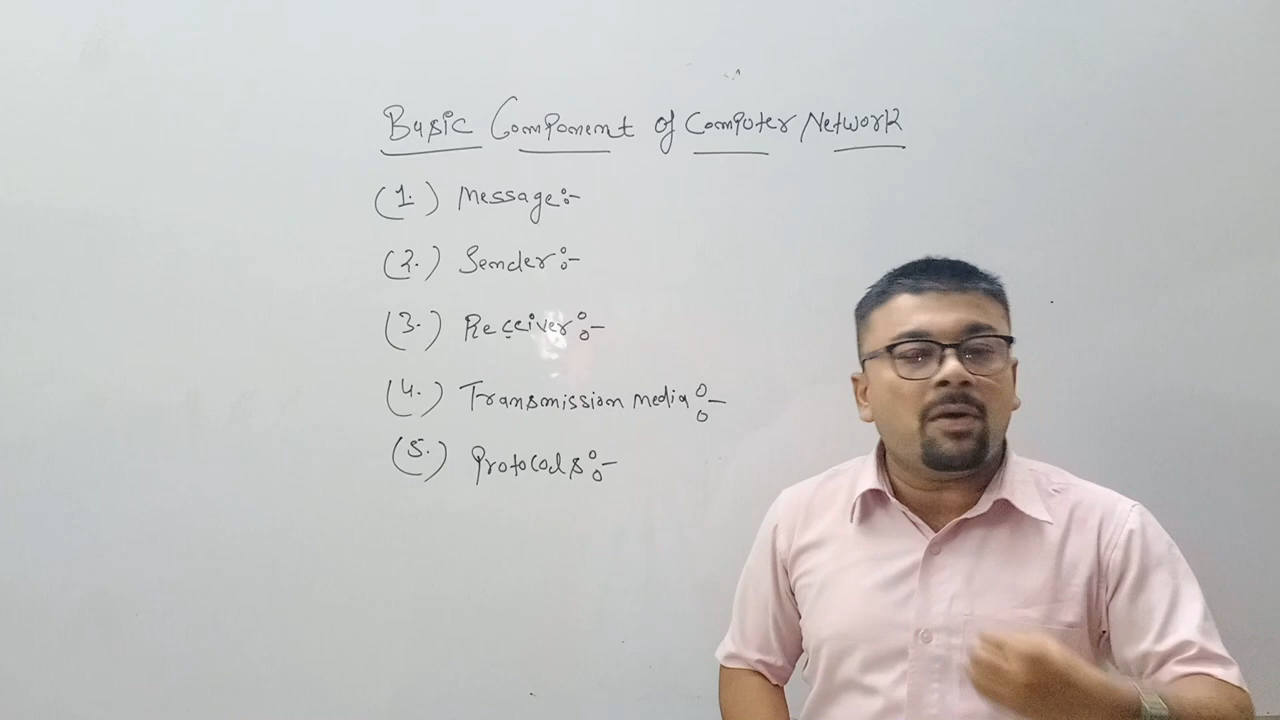 Basic Component of Computer Network
(1.) Message:-
(2.) Sender:-
(3.) Receiver:-
(4.) Transmission media:-
(5.) Protocols:-